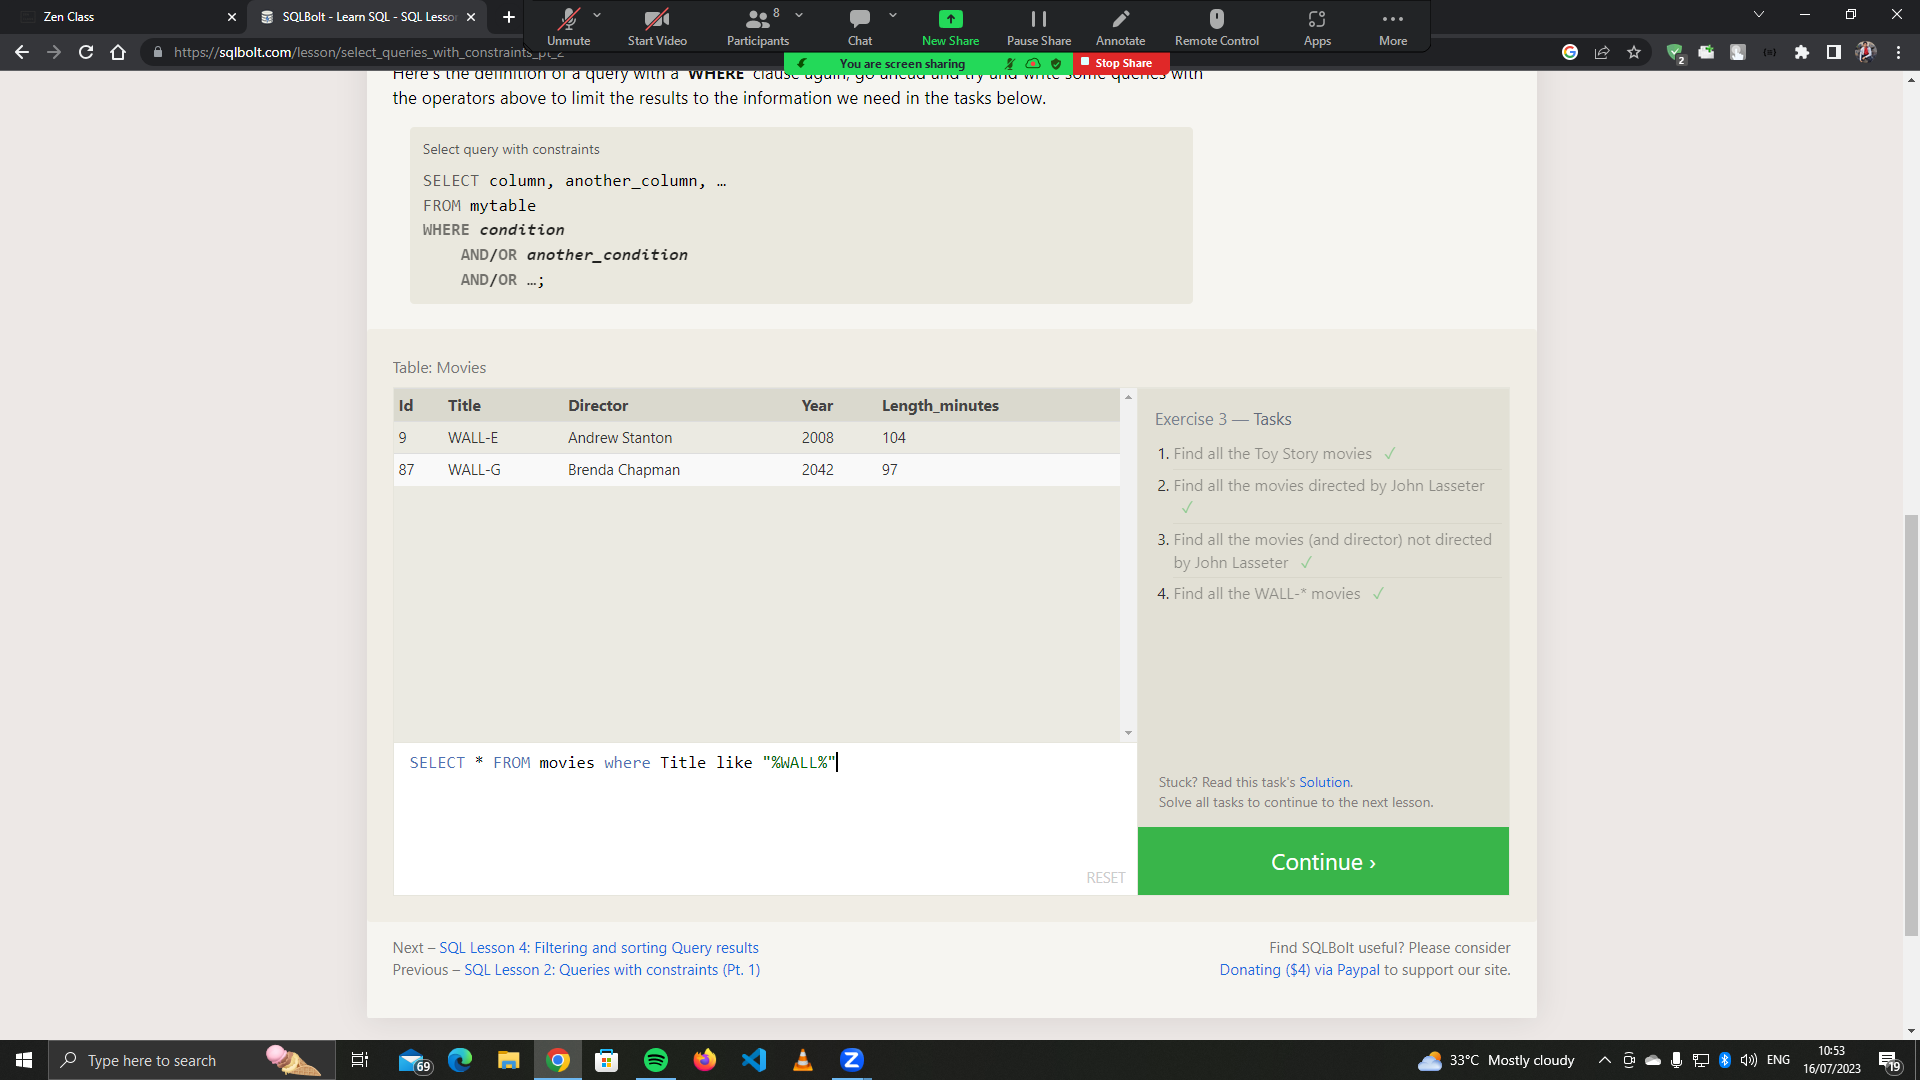 Zen Class
SQLBolt - Learn SQL - SQL Lesson
Unmute
Start Video
Participants
8
Chat
New Share
Pause Share
Annotate
Remote Control
Apps
More
https://sqlbolt.com/lesson/select_queries_with_constraints_pt_2
You are screen sharing
Stop Share
2
Here's the definition of a query with a WHERE clause again, go ahead and try and write some queries with
the operators above to limit the results to the information we need in the tasks below.
Select query with constraints
SELECT column, another_column, …
FROM mytable
WHERE condition
AND/OR another_condition
AND/OR …;
Table: Movies
Id Title Director Year Length_minutes
9 WALL-E Andrew Stanton 2008 104
87 WALL-G Brenda Chapman 2042 97
Exercise 3 — Tasks
1. Find all the Toy Story movies ✓
2. Find all the movies directed by John Lasseter
✓
3. Find all the movies (and director) not directed
by John Lasseter ✓
4. Find all the WALL-* movies ✓
SELECT * FROM movies where Title like "%WALL%"
RESET
Stuck? Read this task's Solution.
Solve all tasks to continue to the next lesson.
Continue ›
Next – SQL Lesson 4: Filtering and sorting Query results
Previous – SQL Lesson 2: Queries with constraints (Pt. 1)
Find SQLBolt useful? Please consider
Donating ($4) via Paypal to support our site.
Type here to search
69
33°C Mostly cloudy
ENG
10:53
16/07/2023
19